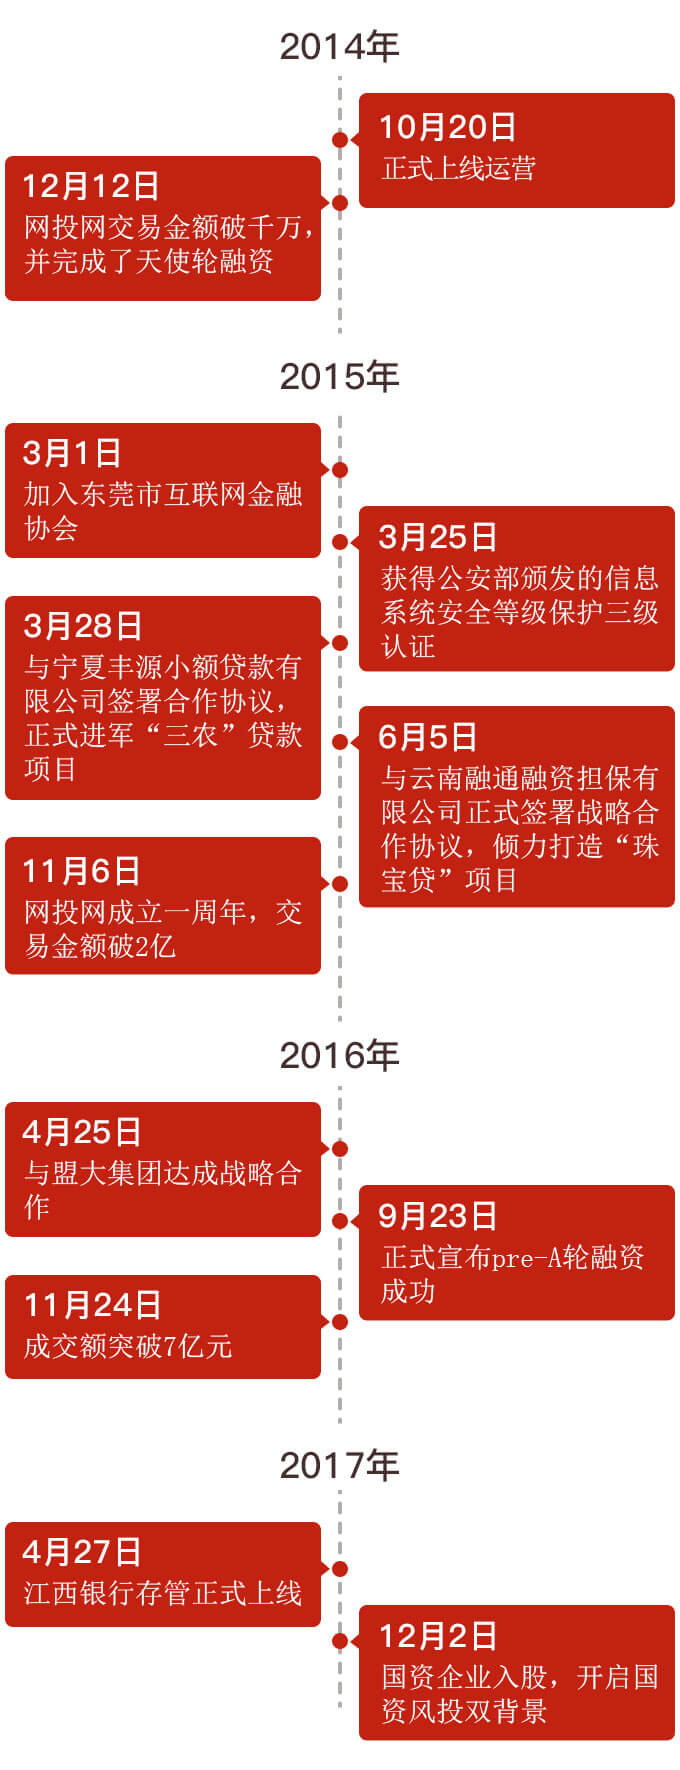 2014年
10月20日
正式上线运营
12月12日
网投网交易金额破千万，
并完成了天使轮融资
2015年
3月1日
加入东莞市互联网金融
协会
3月25日
获得公安部颁发的信息
系统安全等级保护三级
认证
3月28日
与宁夏丰源小额贷款有
限公司签署合作协议，
正式进军“三农”贷款
项目
6月5日
与云南融通融资担保有
限公司正式签署战略合
作协议，倾力打造“珠
宝贷”项目
11月6日
网投网成立一周年，交
易金额破2亿
2016年
4月25日
与盟大集团达成战略合
作
9月23日
正式宣布pre-A轮融资
成功
11月24日
成交额突破7亿元
2017年
4月27日
江西银行存管正式上线
12月2日
国资企业入股，开启国
资风投双背景